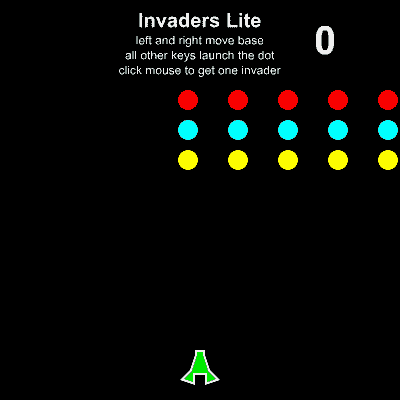 Invaders Lite
left and right move base
all other keys launch the dot
click mouse to get one invader
0